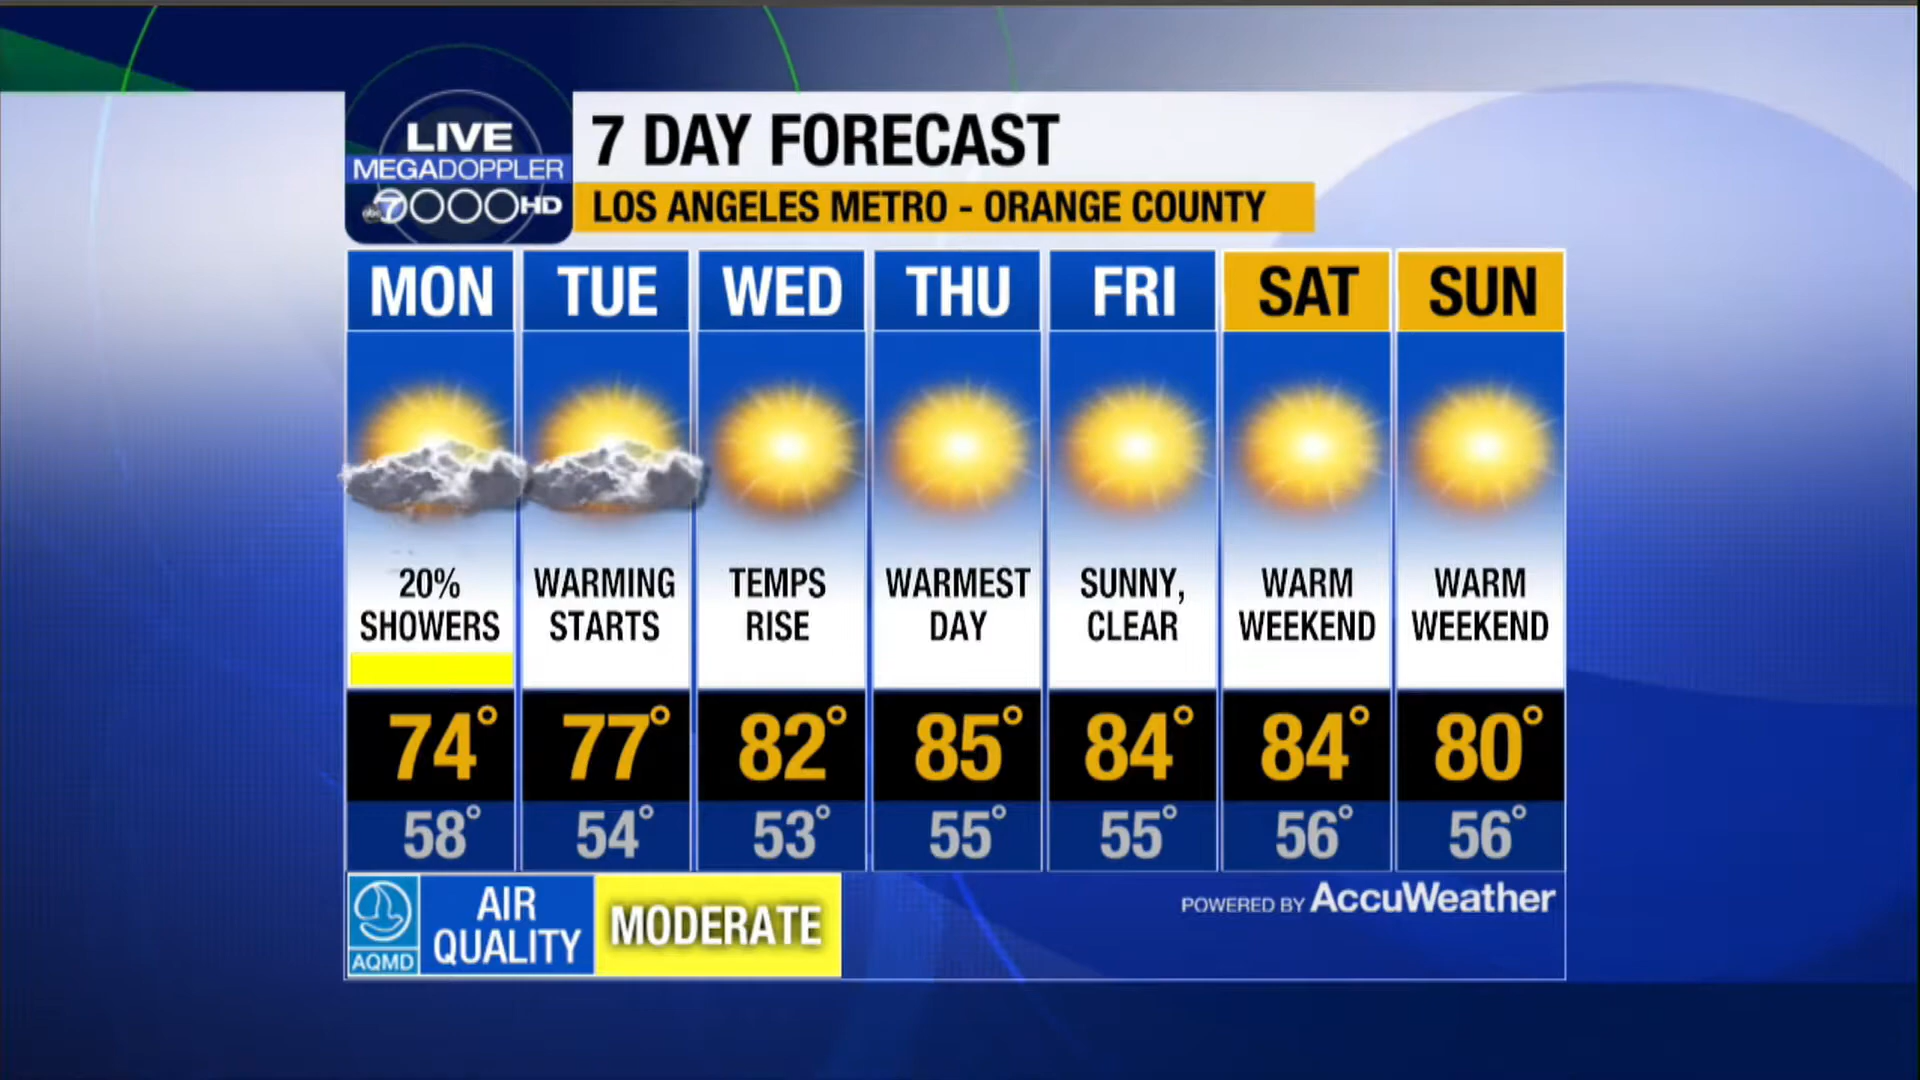 LIVE
MEGADOPPLER
abc 7000HD
7 DAY FORECAST
LOS ANGELES METRO - ORANGE COUNTY
MON TUE WED THU FRI SAT SUN
20% WARMING TEMPS WARMEST SUNNY, WARM WARM
SHOWERS STARTS RISE DAY CLEAR WEEKEND WEEKEND
74° 77° 82° 85° 84° 84° 80°
58° 54° 53° 55° 55° 56° 56°
AQMD
AIR
QUALITY
MODERATE
POWERED BY AccuWeather